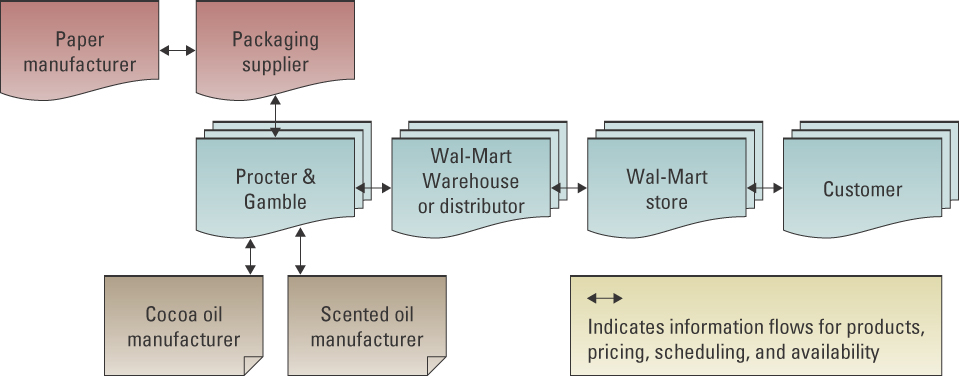 Paper
manufacturer
Packaging
supplier
Procter &
Gamble
Wal-Mart
Warehouse
or distributor
Wal-Mart
store
Customer
Cocoa oil
manufacturer
Scented oil
manufacturer
Indicates information flows for products,
pricing, scheduling, and availability